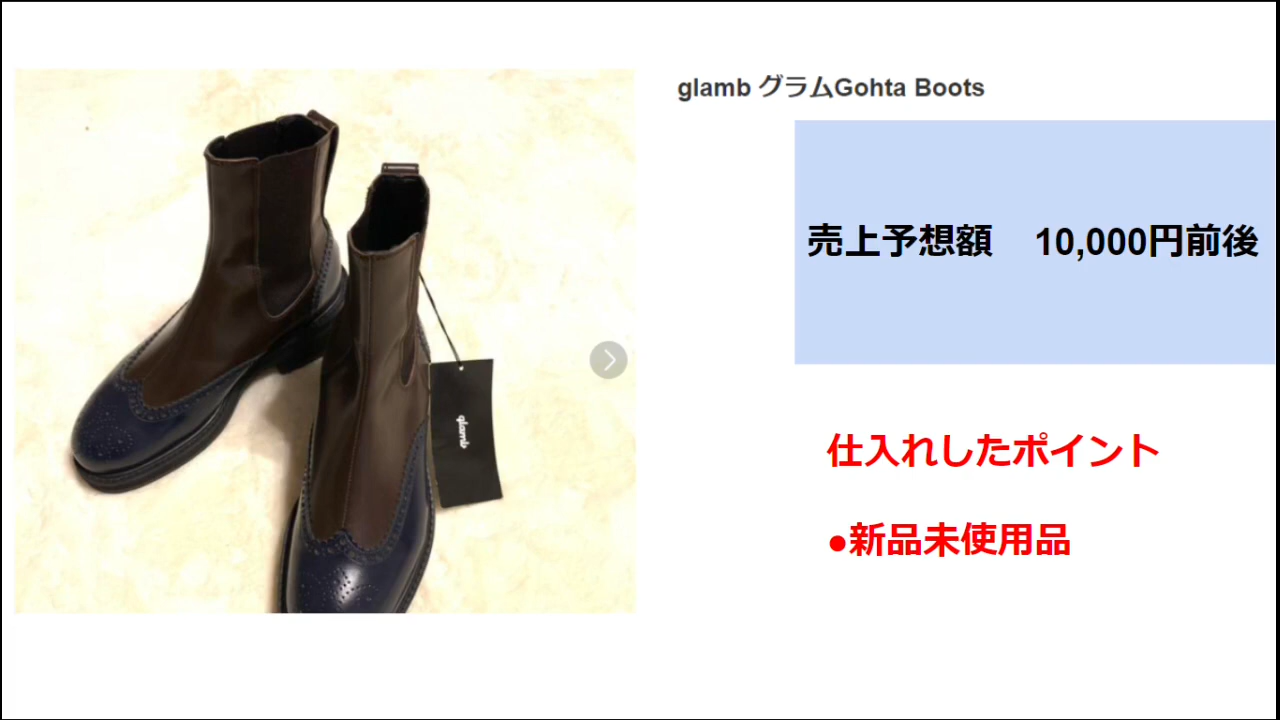 glamb グラムGohta Boots
売上予想額 10,000円前後
仕入れしたポイント
●新品未使用品
glamb